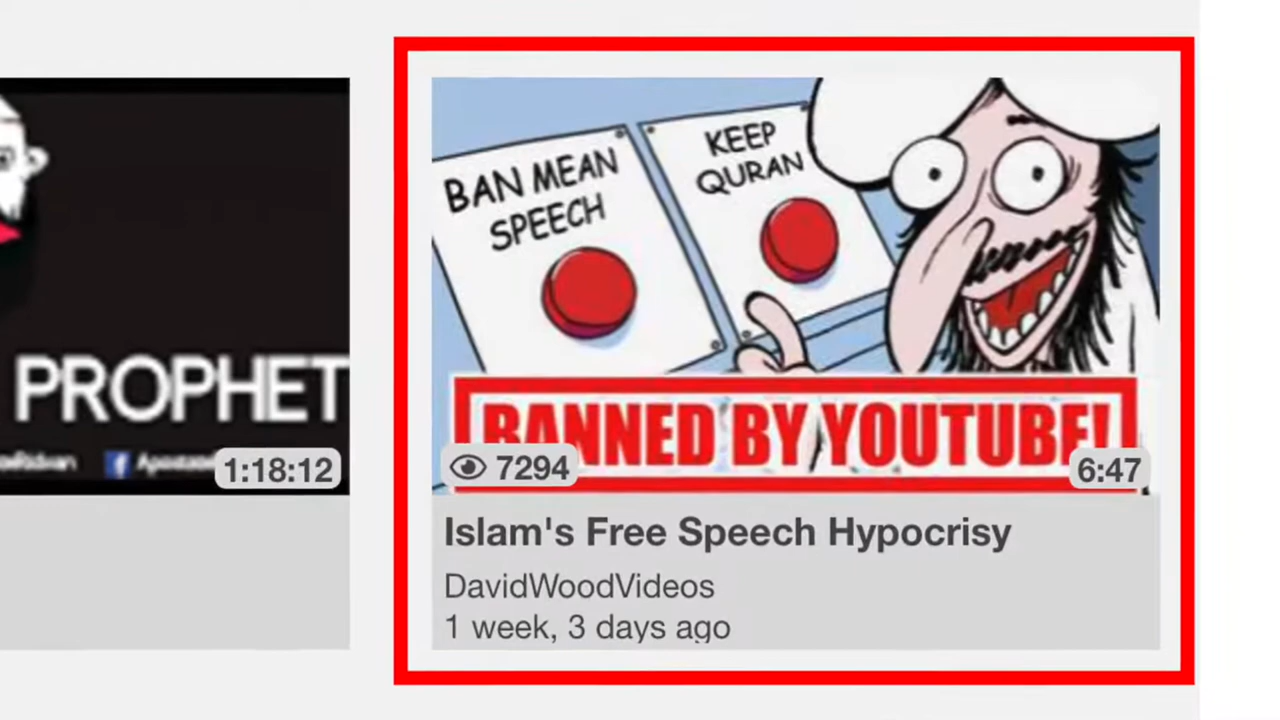 PROPHET
1:18:12
BAN MEAN
SPEECH
KEEP
QURAN
BANNED BY YOUTUBE!
7294
6:47
Islam's Free Speech Hypocrisy
DavidWoodVideos
1 week, 3 days ago